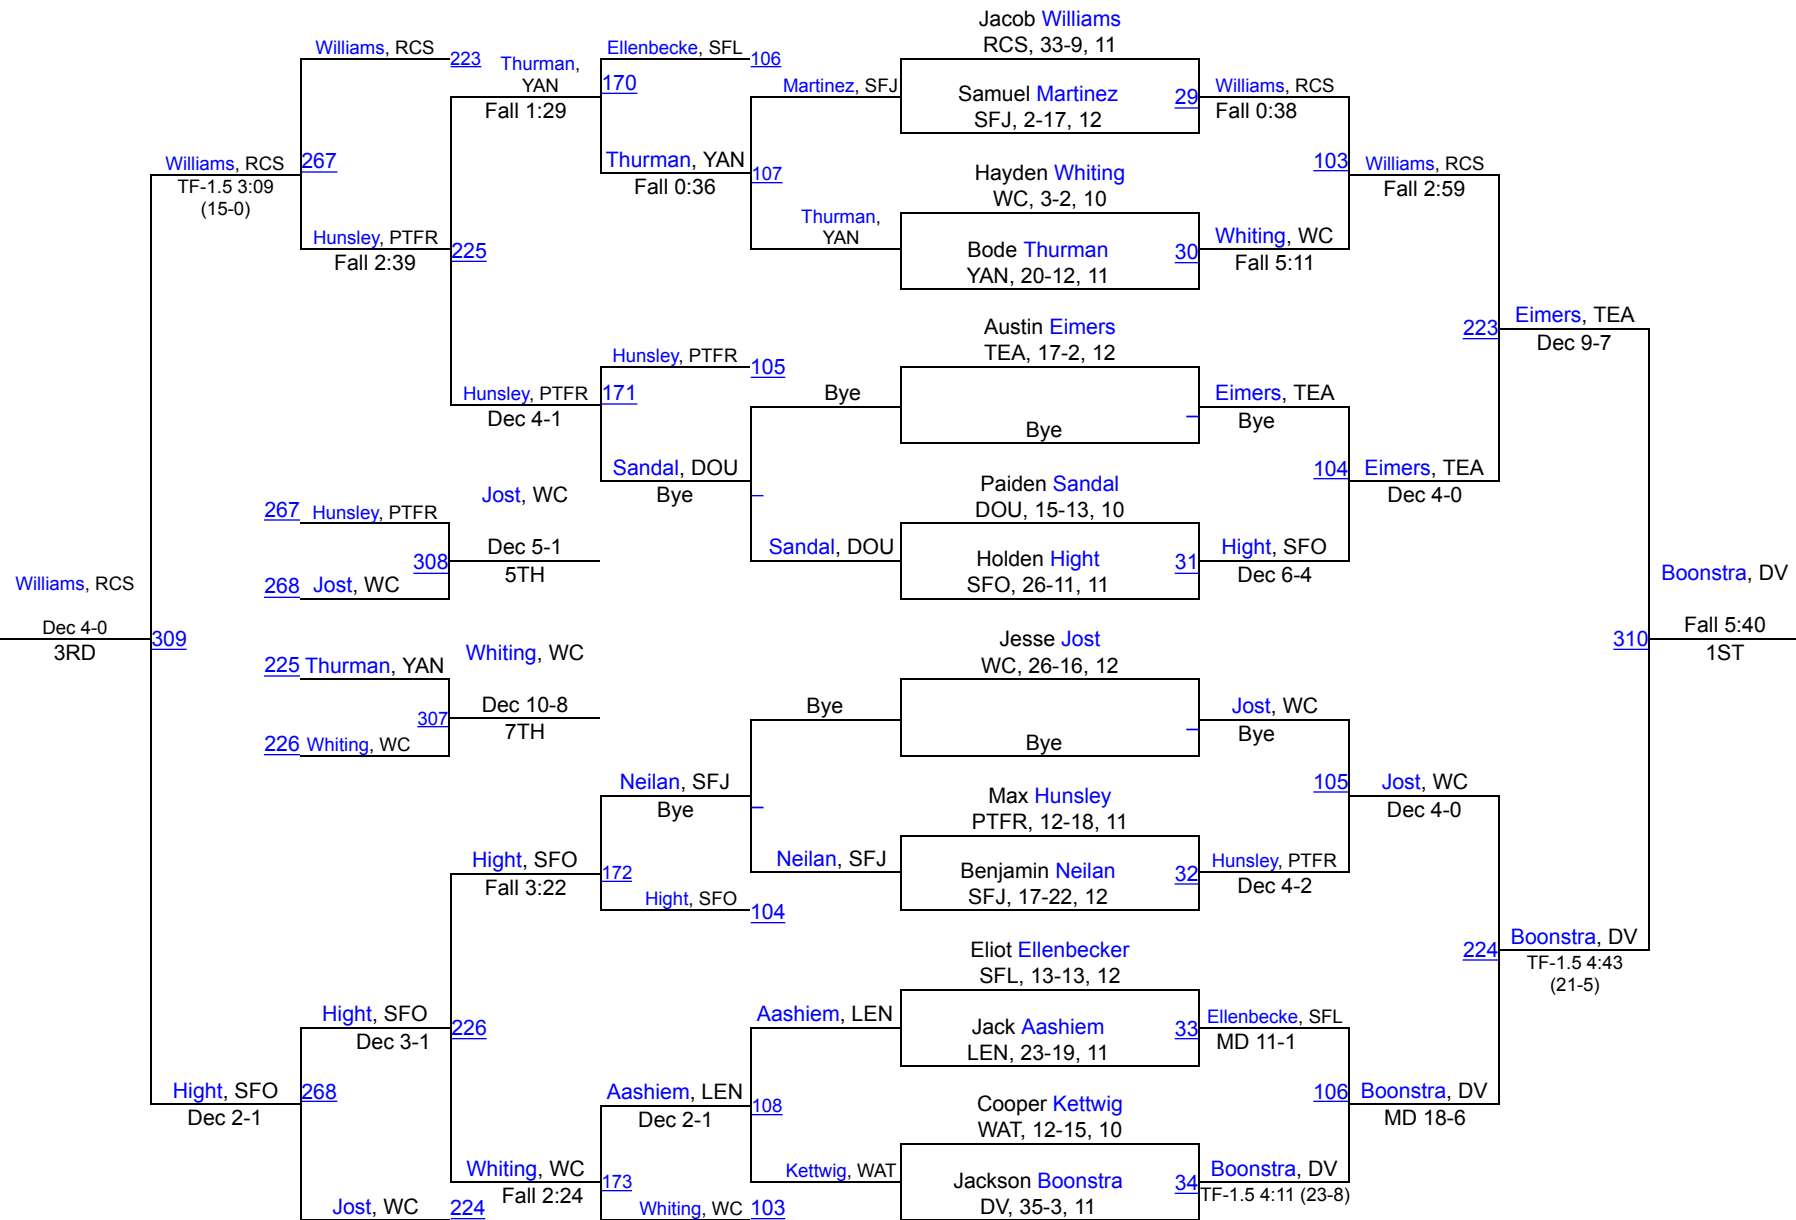 Jacob Williams
RCS, 33-9, 11
Williams, RCS
223
Thurman,
YAN
Fall 1:29
Ellenbecke, SFL
106
170
Martinez, SFJ
Samuel Martinez
SFJ, 2-17, 12
29
Williams, RCS
Fall 0:38
Williams, RCS
TF-1.5 3:09
(15-0)
267
Thurman, YAN
Fall 0:36
107
Hayden Whiting
WC, 3-2, 10
103
Williams, RCS
Fall 2:59
Hunsley, PTFR
Fall 2:39
225
Thurman,
YAN
Bode Thurman
YAN, 20-12, 11
30
Whiting, WC
Fall 5:11
Austin Eimers
TEA, 17-2, 12
223
Eimers, TEA
Dec 9-7
Hunsley, PTFR
105
Hunsley, PTFR
Dec 4-1
171
Bye
Bye
Eimers, TEA
Bye
Sandal, DOU
Bye
Paiden Sandal
DOU, 15-13, 10
104
Eimers, TEA
Dec 4-0
267
Hunsley, PTFR
Jost, WC
308
Dec 5-1
5TH
268
Jost, WC
Sandal, DOU
Holden Hight
SFO, 26-11, 11
31
Hight, SFO
Dec 6-4
Williams, RCS
Dec 4-0
3RD
309
Boonstra, DV
310
Fall 5:40
1ST
225
Thurman, YAN
Whiting, WC
307
Dec 10-8
7TH
226
Whiting, WC
Jesse Jost
WC, 26-16, 12
Bye
Bye
Jost, WC
Bye
Neilan, SFJ
Bye
Max Hunsley
PTFR, 12-18, 11
105
Jost, WC
Dec 4-0
Hight, SFO
Fall 3:22
172
Neilan, SFJ
Benjamin Neilan
SFJ, 17-22, 12
32
Hunsley, PTFR
Dec 4-2
Hight, SFO
104
Eliot Ellenbecker
SFL, 13-13, 12
224
Boonstra, DV
TF-1.5 4:43
(21-5)
Hight, SFO
Dec 3-1
226
Aashiem, LEN
Jack Aashiem
LEN, 23-19, 11
33
Ellenbecke, SFL
MD 11-1
Hight, SFO
Dec 2-1
268
Aashiem, LEN
Dec 2-1
108
Cooper Kettwig
WAT, 12-15, 10
106
Boonstra, DV
MD 18-6
Whiting, WC
Fall 2:24
173
Kettwig, WAT
Jackson Boonstra
DV, 35-3, 11
34
Boonstra, DV
TF-1.5 4:11 (23-8)
Jost, WC
224
Whiting, WC
103